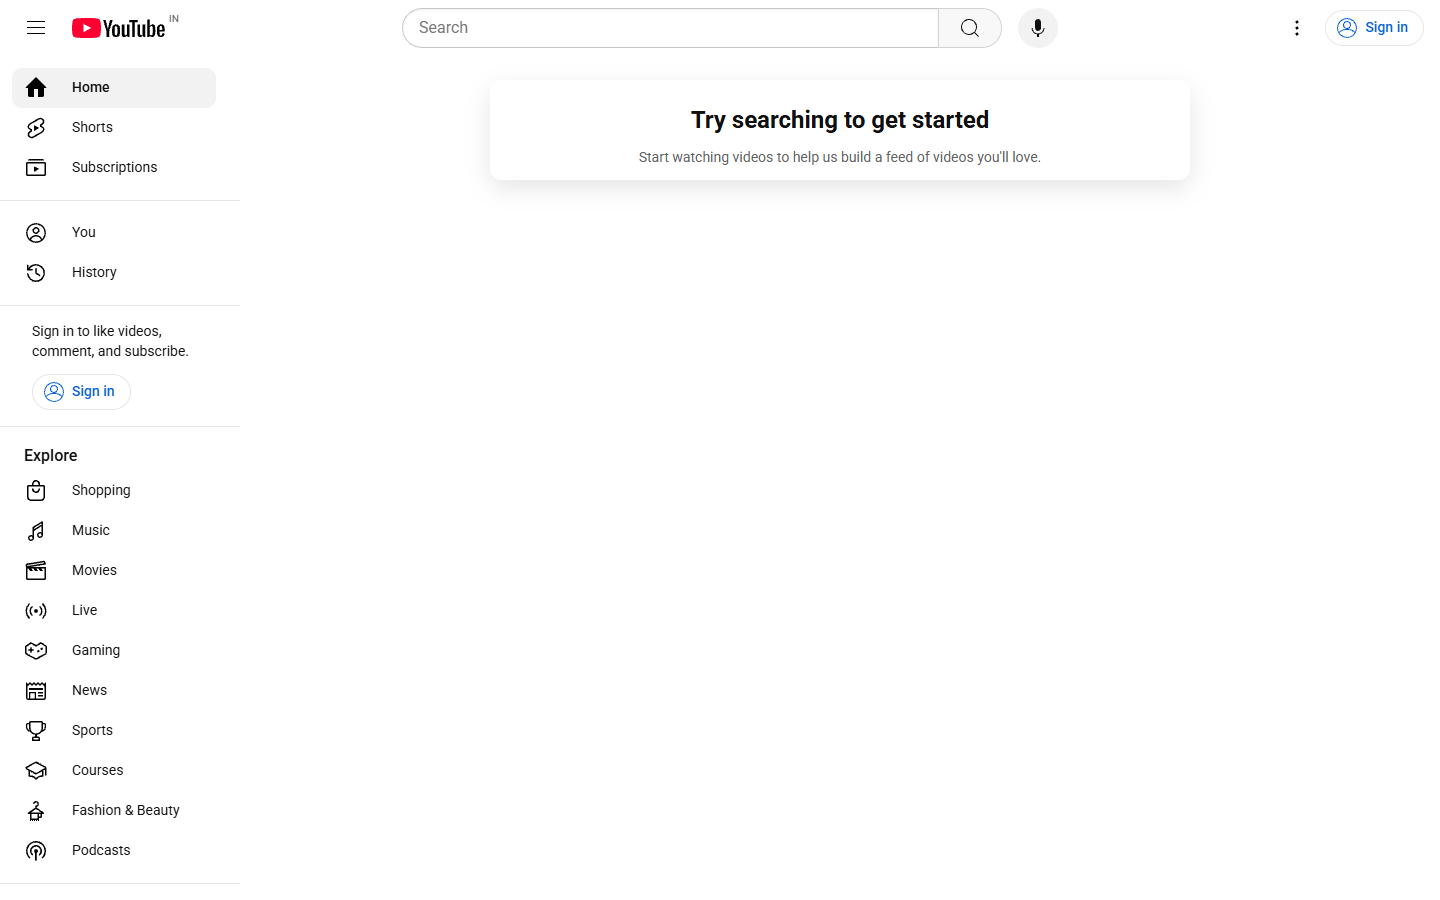 YouTube IN
Search
Sign in
Home
Shorts
Subscriptions
You
History
Sign in to like videos,
comment, and subscribe.
Sign in
Explore
Shopping
Music
Movies
Live
Gaming
News
Sports
Courses
Fashion & Beauty
Podcasts
Try searching to get started
Start watching videos to help us build a feed of videos you'll love.